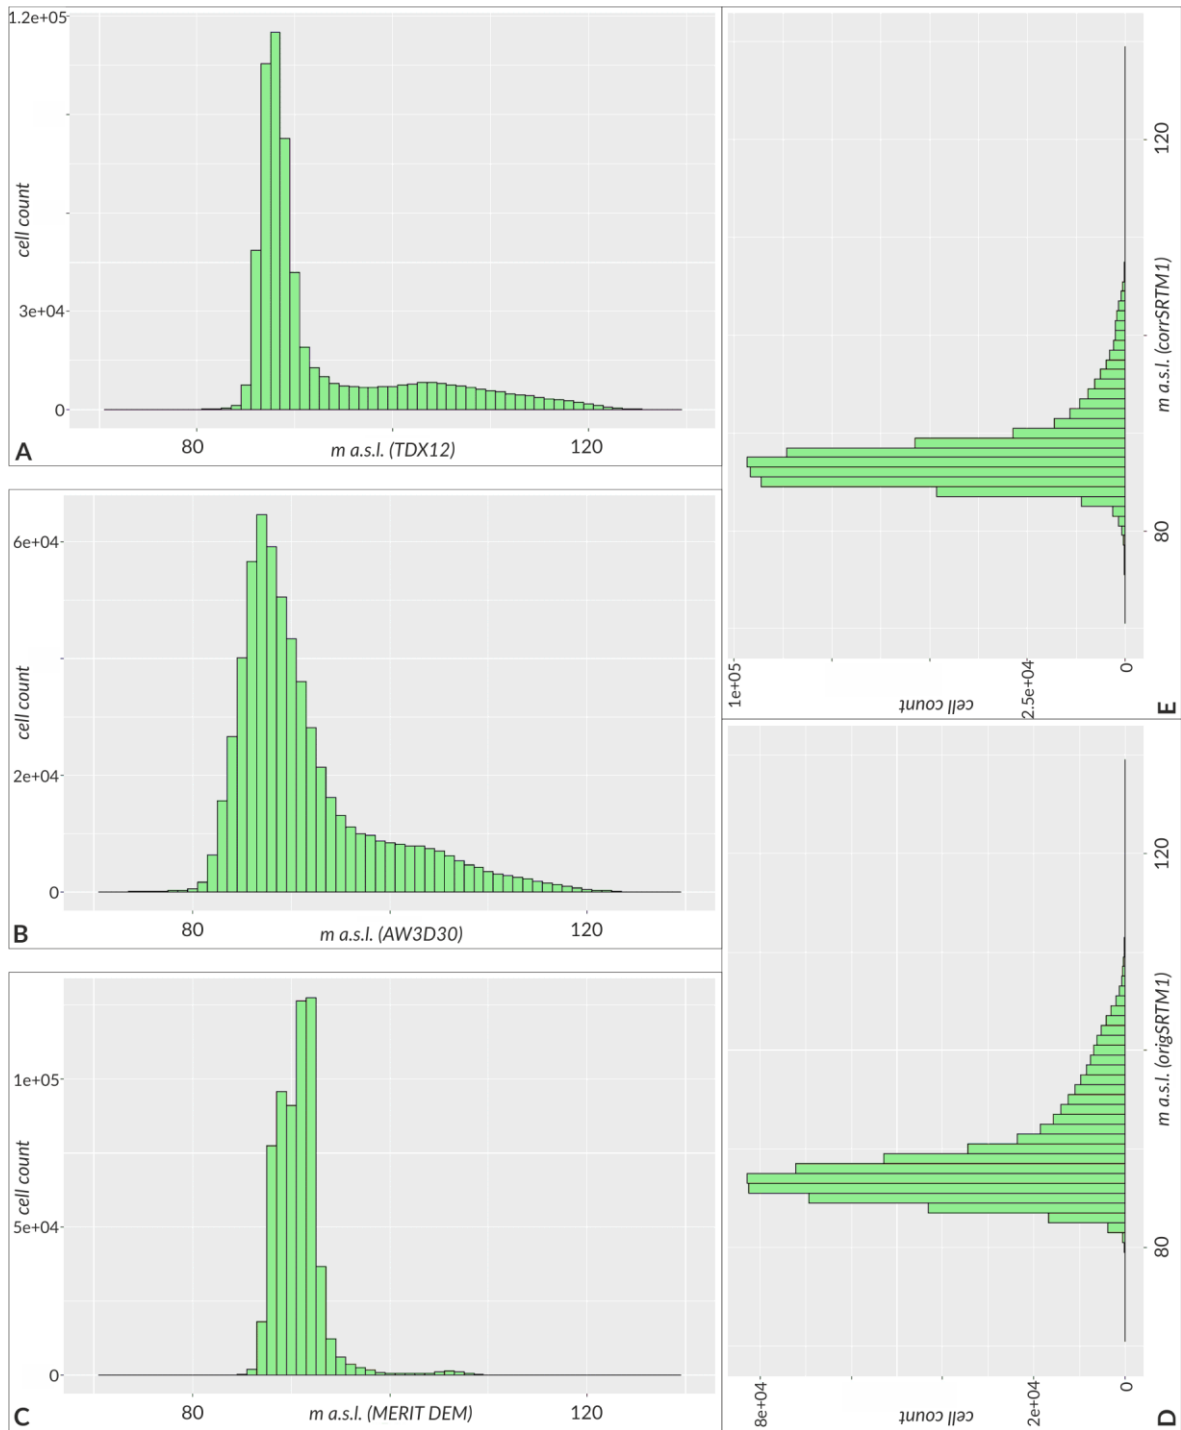 1.2e+05
cell count
3e+04
0
80
120
A
m a.s.l. (TDX12)
6e+04
cell count
2e+04
0
80
120
B
m a.s.l. (AW3D30)
1e+05
cell count
5e+04
0
80
120
C
m a.s.l. (MERIT DEM)
120
m a.s.l. (corrSRTM1)
80
1e+05
cell count
2.5e+04
0
E
120
m a.s.l. (origSRTM1)
80
8e+04
cell count
2e+04
0
D